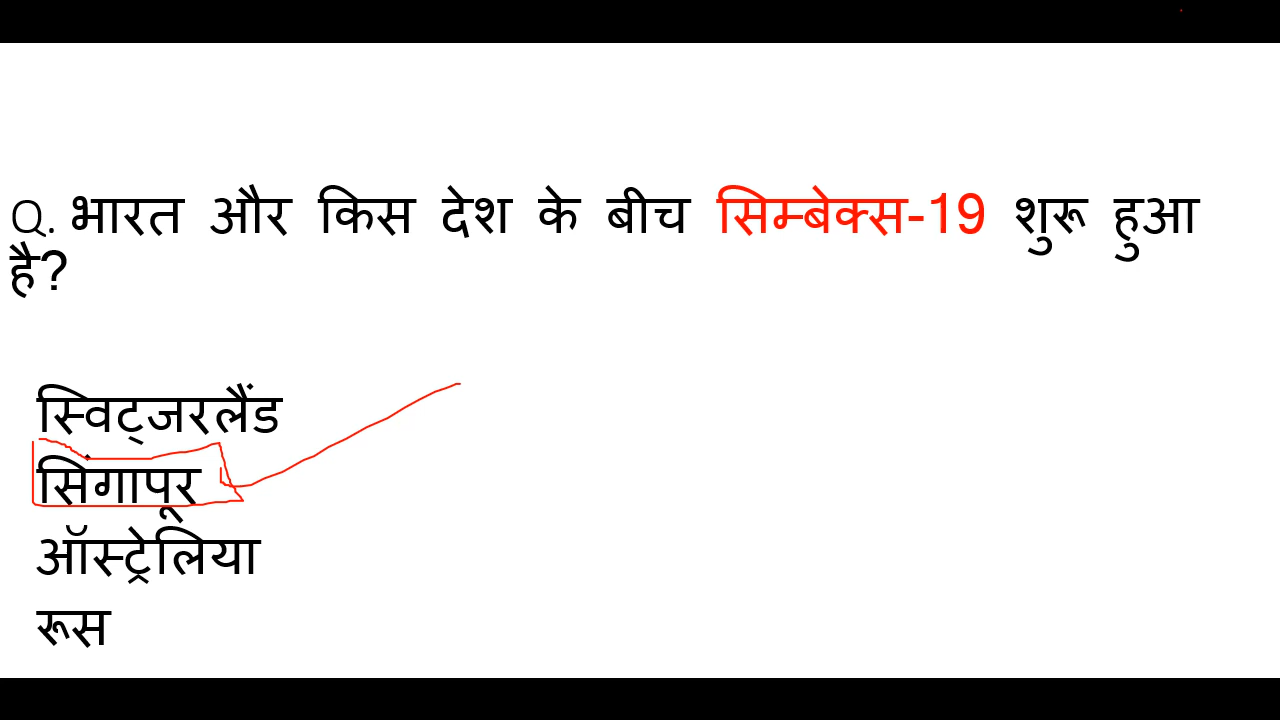 Q. भारत और किस देश के बीच सिम्बेक्स-19 शुरू हुआ
है?
स्विट्जरलैंड
सिंगापूर
ऑस्ट्रेलिया
रूस